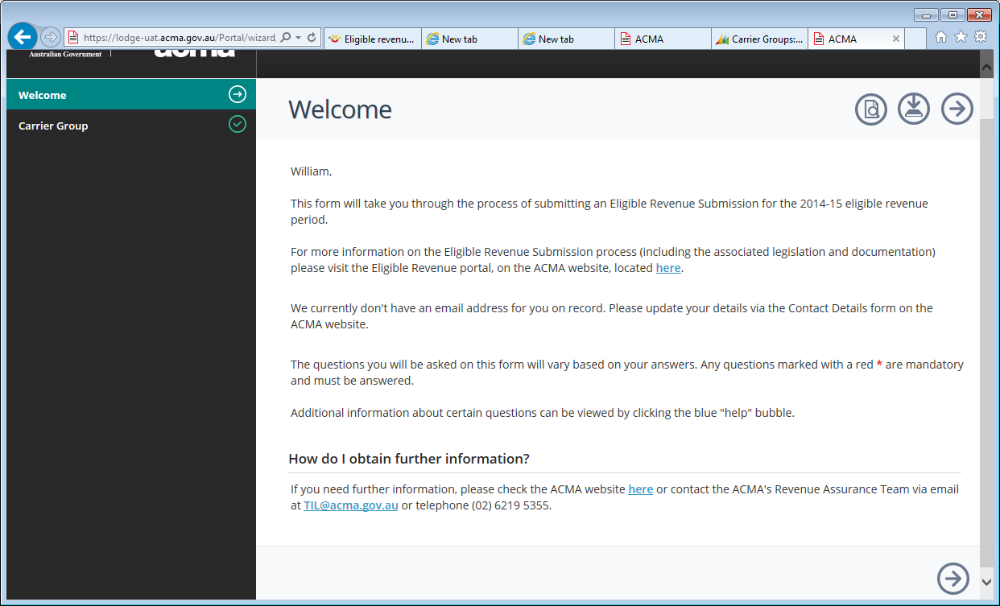 https://lodge-uat.acma.gov.au/Portal/wizard,
Eligible revenu...
New tab
New tab
ACMA
Carrier Groups:...
ACMA
Australian Government
acma
Welcome
Carrier Group
Welcome
William,
This form will take you through the process of submitting an Eligible Revenue Submission for the 2014-15 eligible revenue
period.
For more information on the Eligible Revenue Submission process (including the associated legislation and documentation)
please visit the Eligible Revenue portal, on the ACMA website, located here.
We currently don't have an email address for you on record. Please update your details via the Contact Details form on the
ACMA website.
The questions you will be asked on this form will vary based on your answers. Any questions marked with a red * are mandatory
and must be answered.
Additional information about certain questions can be viewed by clicking the blue "help" bubble.
How do I obtain further information?
If you need further information, please check the ACMA website here or contact the ACMA's Revenue Assurance Team via email
at TIL@acma.gov.au or telephone (02) 6219 5355.